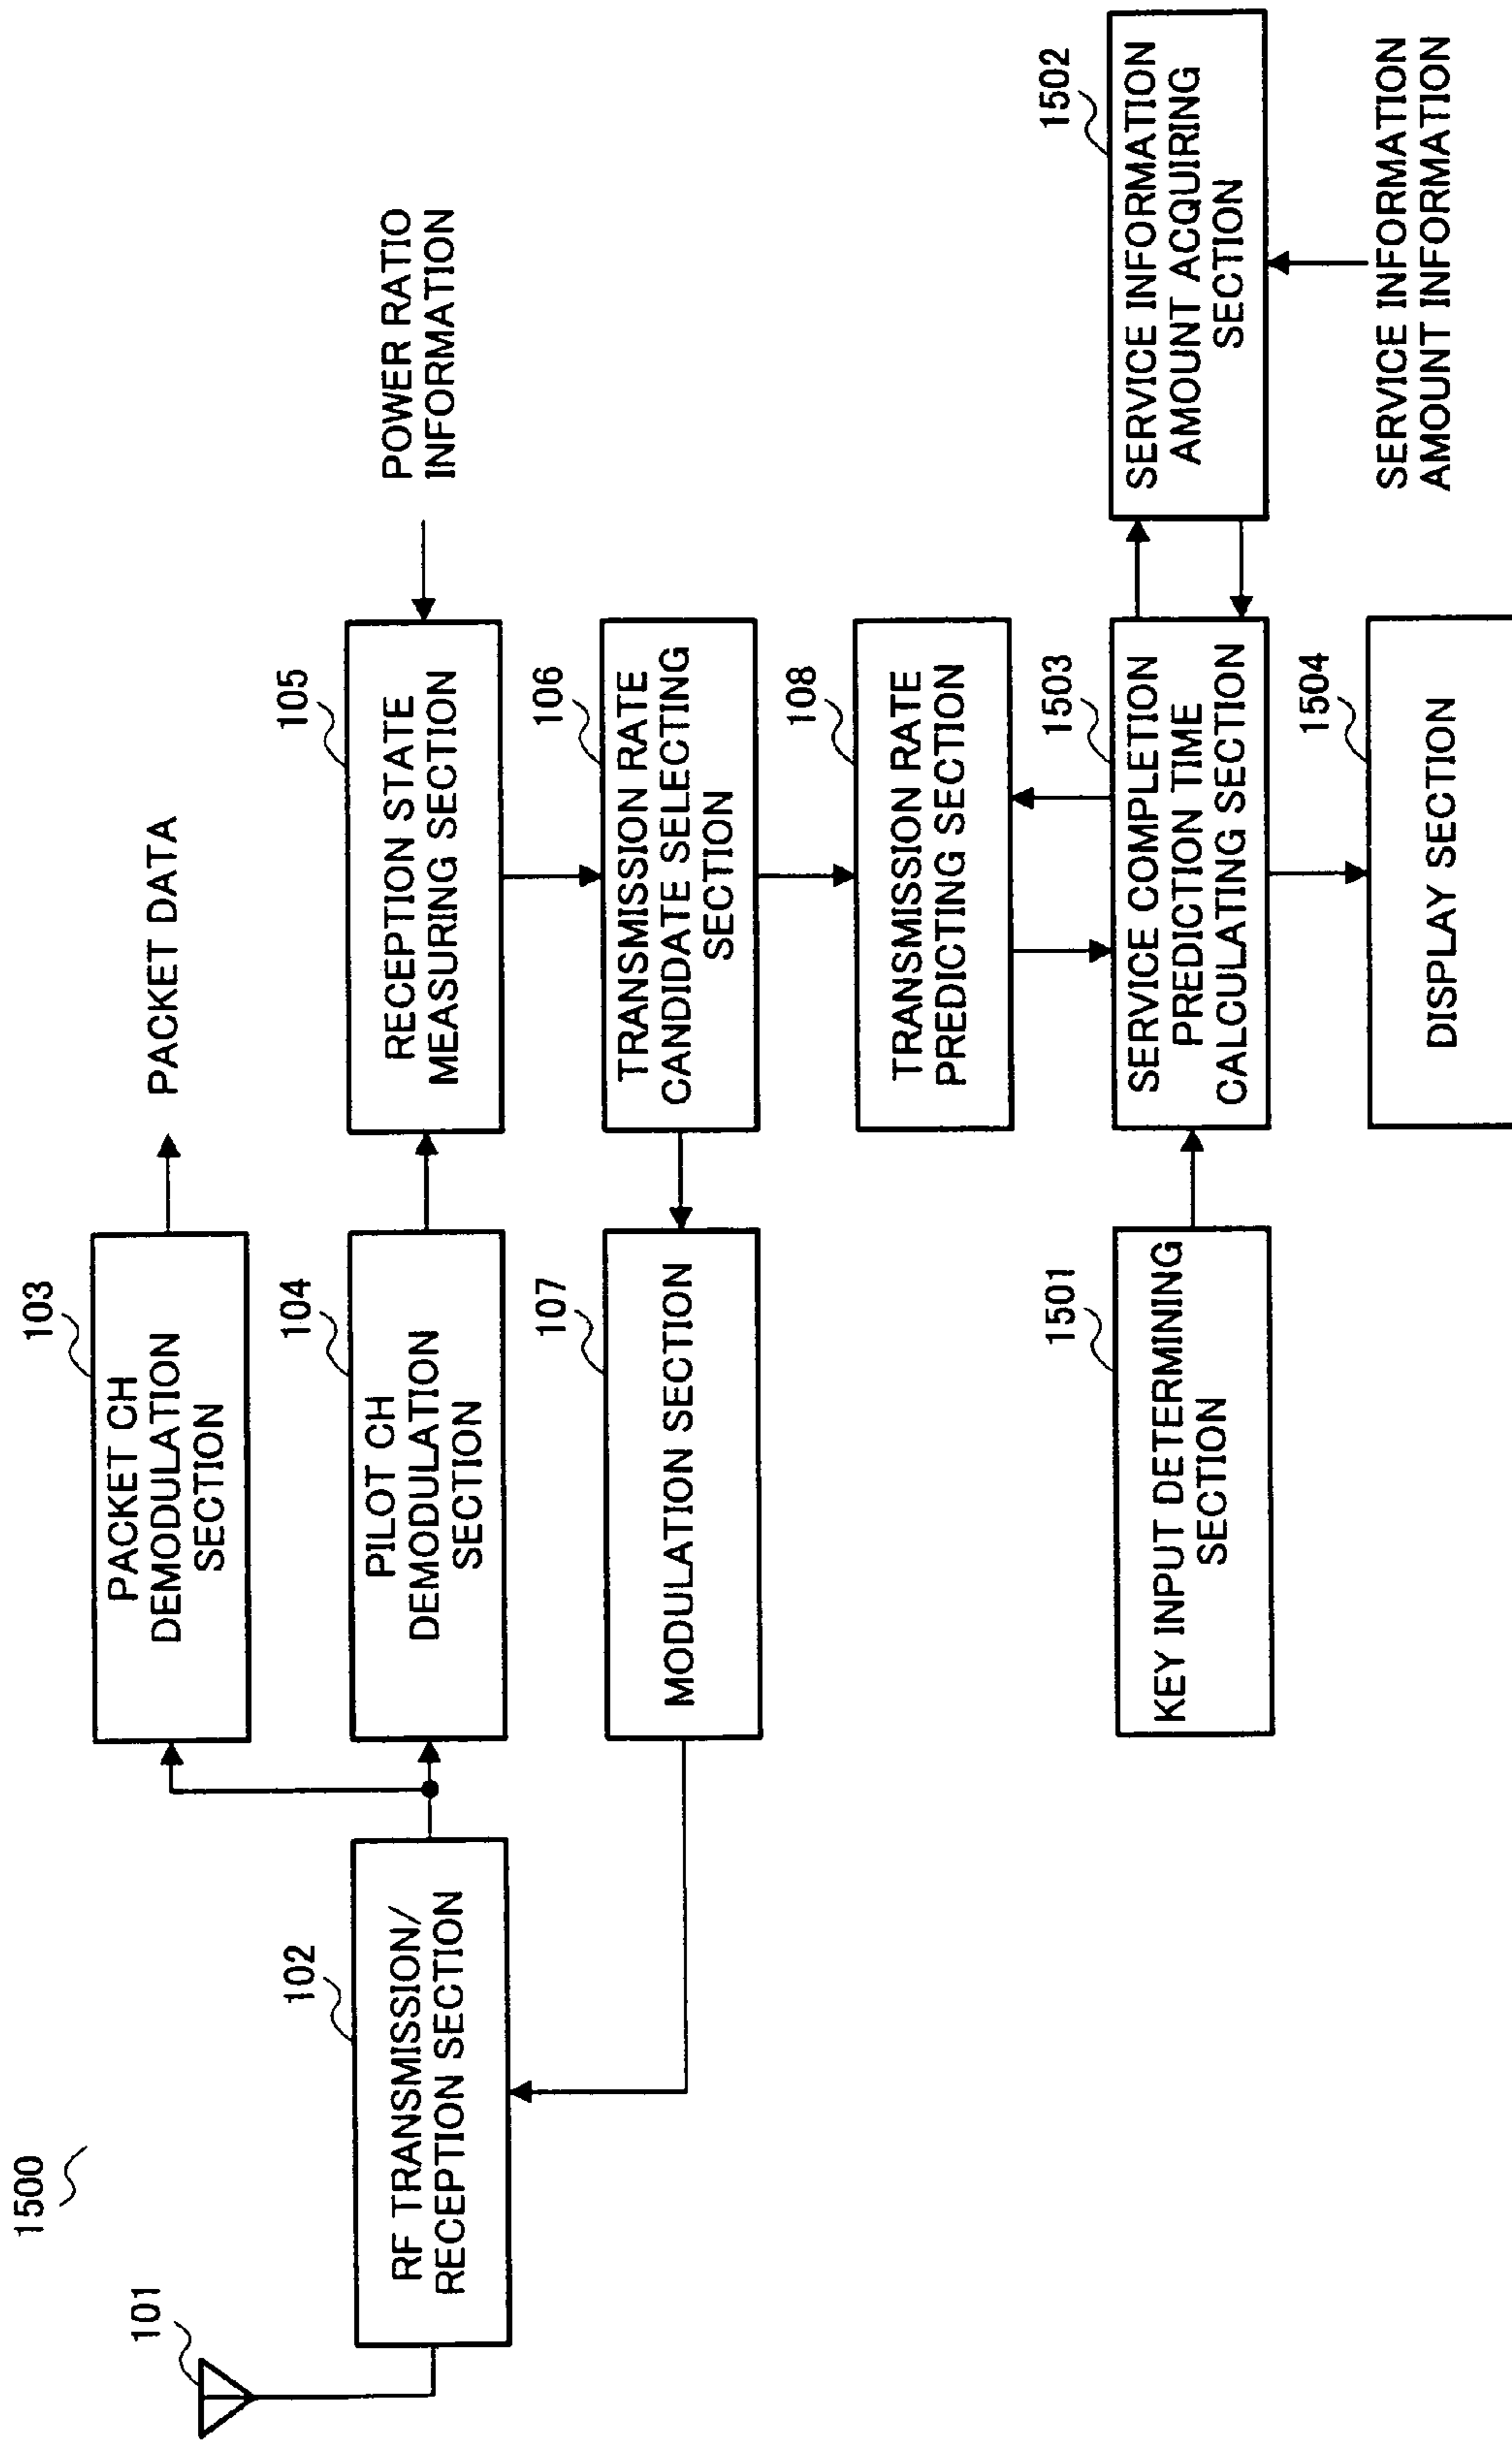 1500
101
102
RF TRANSMISSION/
RECEPTION SECTION
103
PACKET CH
DEMODULATION
SECTION
PACKET DATA
104
PILOT CH
DEMODULATION
SECTION
105
RECEPTION STATE
MEASURING SECTION
POWER RATIO
INFORMATION
107
MODULATION SECTION
106
TRANSMISSION RATE
CANDIDATE SELECTING
SECTION
108
TRANSMISSION RATE
PREDICTING SECTION
1501
KEY INPUT DETERMINING
SECTION
1503
SERVICE COMPLETION
PREDICTION TIME
CALCULATING SECTION
1502
SERVICE INFORMATION
AMOUNT ACQUIRING
SECTION
1504
DISPLAY SECTION
SERVICE INFORMATION
AMOUNT INFORMATION